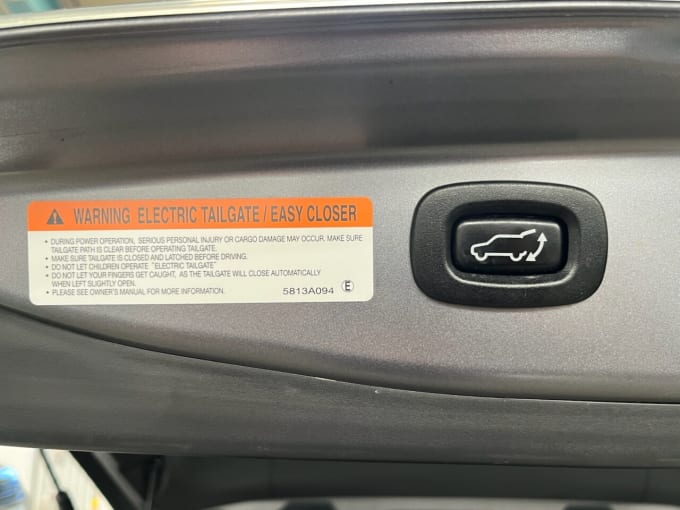 WARNING ELECTRIC TAILGATE / EASY CLOSER
• DURING POWER OPERATION, SERIOUS PERSONAL INJURY OR CARGO DAMAGE MAY OCCUR. MAKE SURE
TAILGATE PATH IS CLEAR BEFORE OPERATING TAILGATE.
• MAKE SURE TAILGATE IS CLOSED AND LATCHED BEFORE DRIVING.
• DO NOT LET CHILDREN OPERATE "ELECTRIC TAILGATE"
• DO NOT LET YOUR FINGERS GET CAUGHT, AS THE TAILGATE WILL CLOSE AUTOMATICALLY
WHEN LEFT SLIGHTLY OPEN.
• PLEASE SEE OWNER'S MANUAL FOR MORE INFORMATION.
5813A094 E